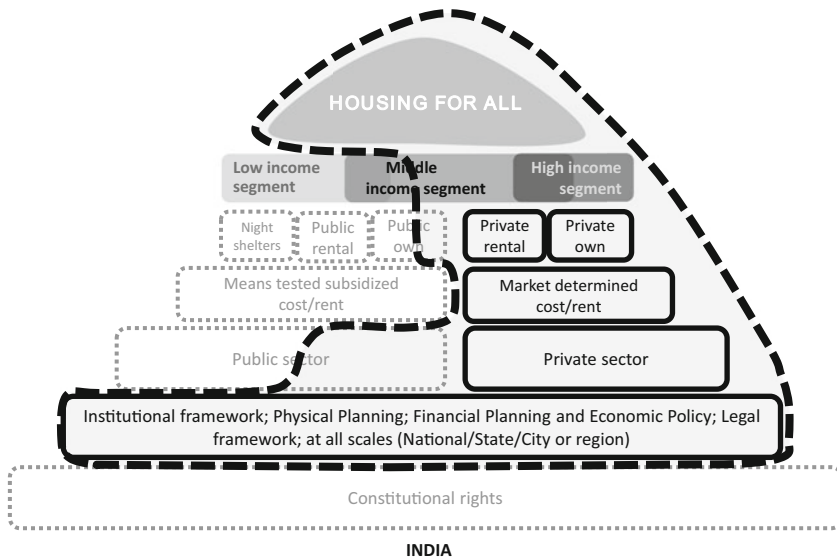 HOUSING FOR ALL
Low income
segment
Middle
income segment
High income
segment
Night
shelters
Public
rental
Public
own
Private
rental
Private
own
Means tested subsidized
cost/rent
Market determined
cost/rent
Public sector
Private sector
Institutional framework; Physical Planning; Financial Planning and Economic Policy; Legal
framework; at all scales (National/State/City or region)
Constitutional rights
INDIA